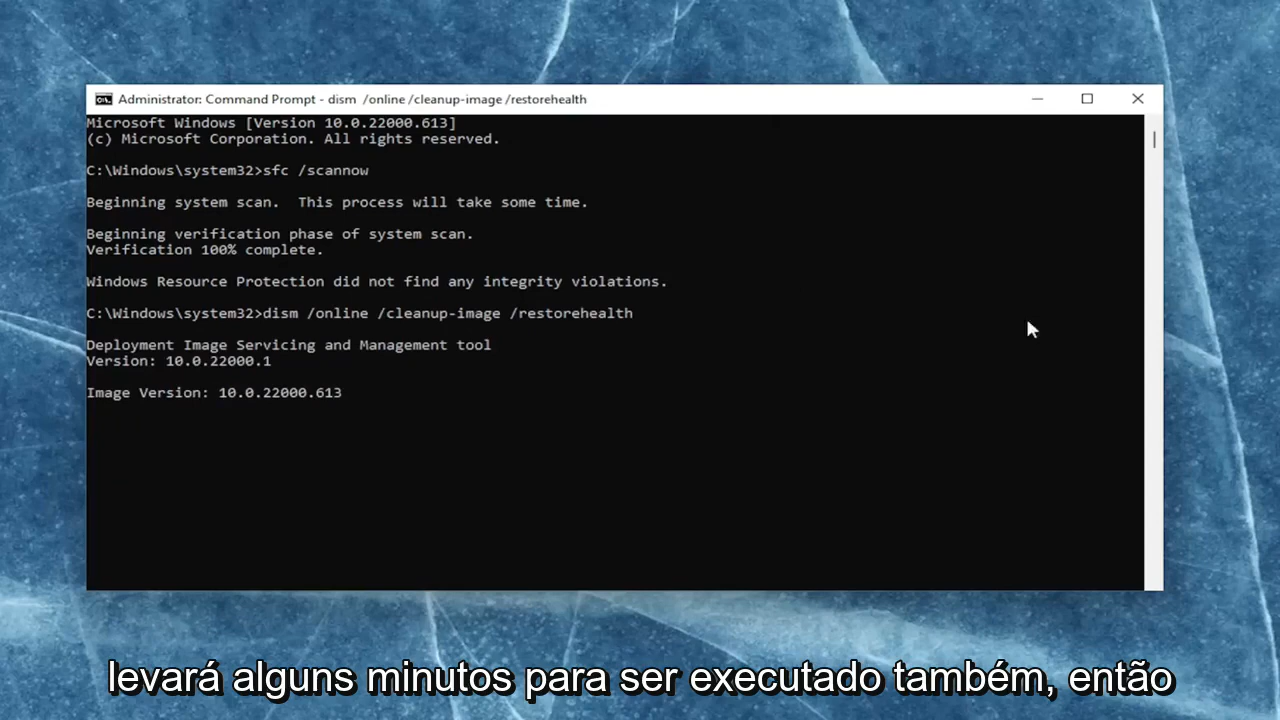 Administrator: Command Prompt - dism  /online /cleanup-image /restorehealth
Microsoft Windows [Version 10.0.22000.613]
(c) Microsoft Corporation. All rights reserved.
C:\Windows\system32>sfc /scannow
Beginning system scan.  This process will take some time.
Beginning verification phase of system scan.
Verification 100% complete.
Windows Resource Protection did not find any integrity violations.
C:\Windows\system32>dism /online /cleanup-image /restorehealth
Deployment Image Servicing and Management tool
Version: 10.0.22000.1
Image Version: 10.0.22000.613
levará alguns minutos para ser executado também, então